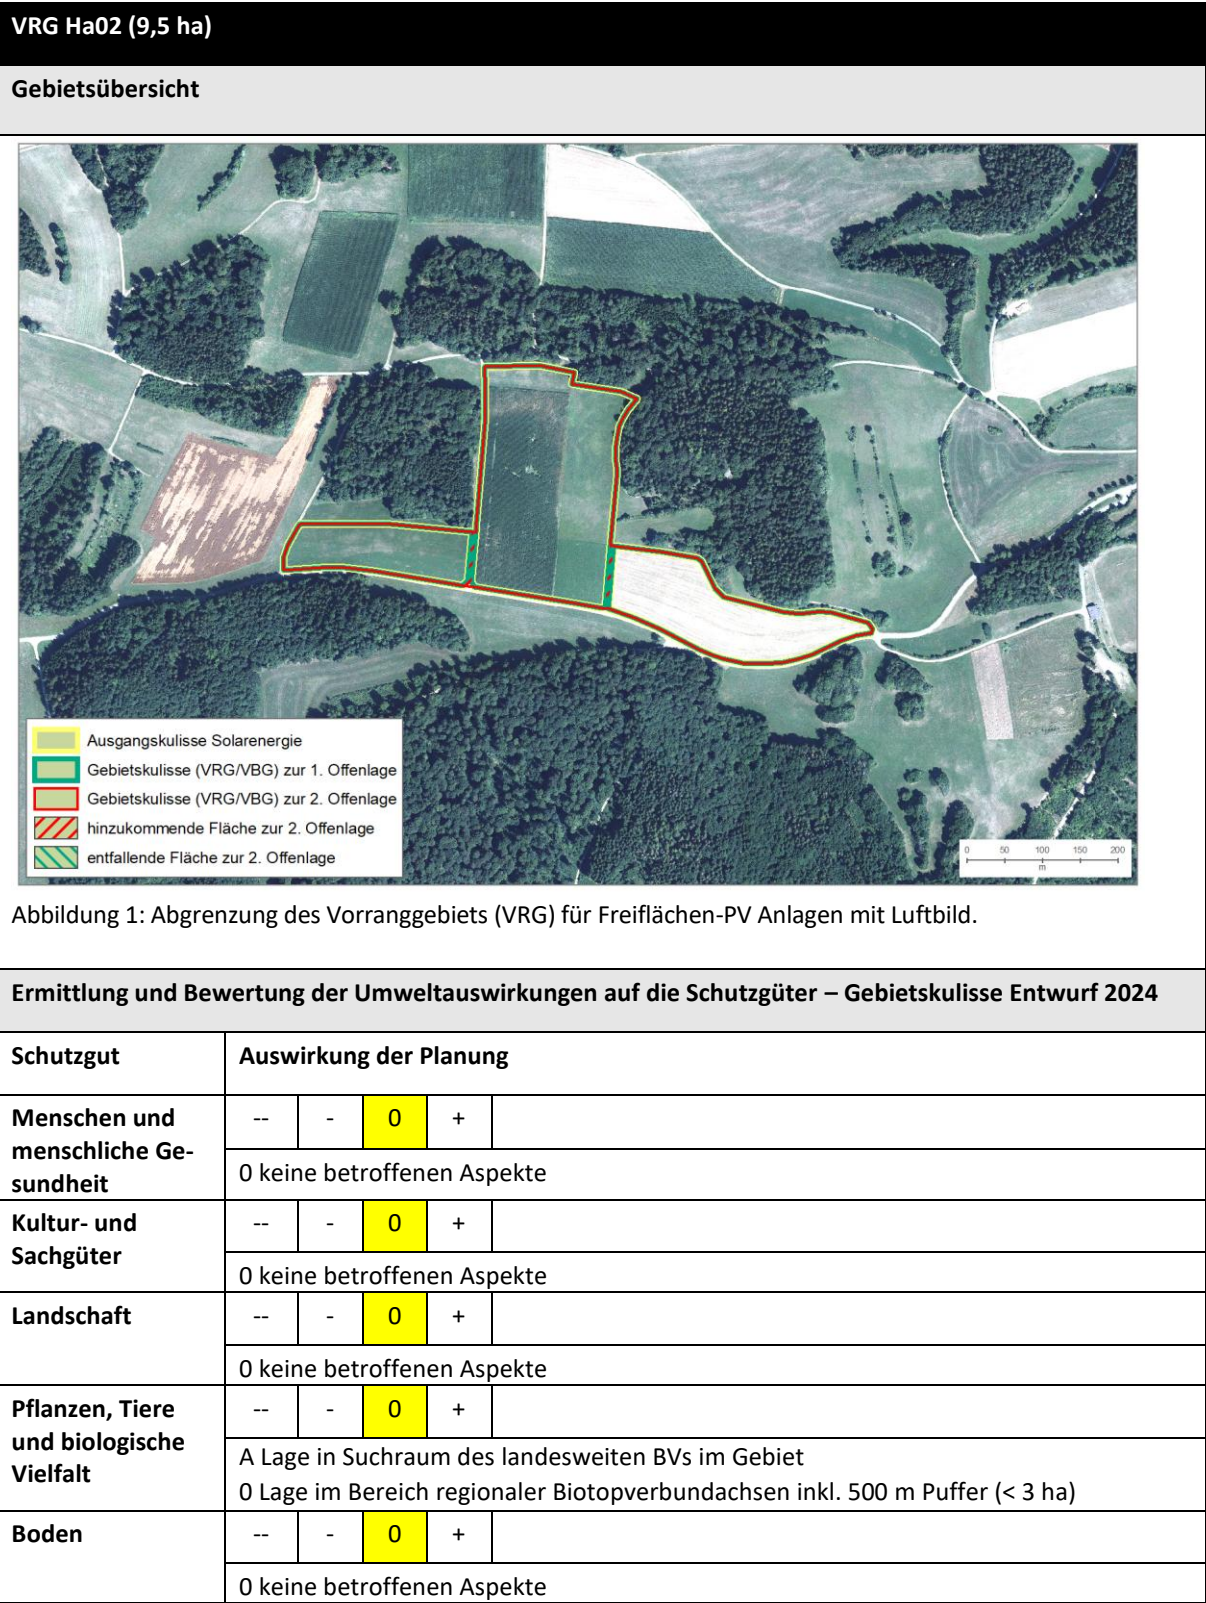 VRG Ha02 (9,5 ha)
Gebietsübersicht
Ausgangskulisse Solarenergie
Gebietskulisse (VRG/VBG) zur 1. Offenlage
Gebietskulisse (VRG/VBG) zur 2. Offenlage
hinzukommende Fläche zur 2. Offenlage
entfallende Fläche zur 2. Offenlage
0 50 100 150 200
m
Abbildung 1: Abgrenzung des Vorranggebiets (VRG) für Freiflächen-PV Anlagen mit Luftbild.
Ermittlung und Bewertung der Umweltauswirkungen auf die Schutzgüter – Gebietskulisse Entwurf 2024
Schutzgut Auswirkung der Planung
Menschen und
menschliche Ge-
sundheit
-- - 0 +
0 keine betroffenen Aspekte
Kultur- und
Sachgüter
-- - 0 +
0 keine betroffenen Aspekte
Landschaft
-- - 0 +
0 keine betroffenen Aspekte
Pflanzen, Tiere
und biologische
Vielfalt
-- - 0 +
A Lage in Suchraum des landesweiten BVs im Gebiet
0 Lage im Bereich regionaler Biotopverbundachsen inkl. 500 m Puffer (< 3 ha)
Boden
-- - 0 +
0 keine betroffenen Aspekte